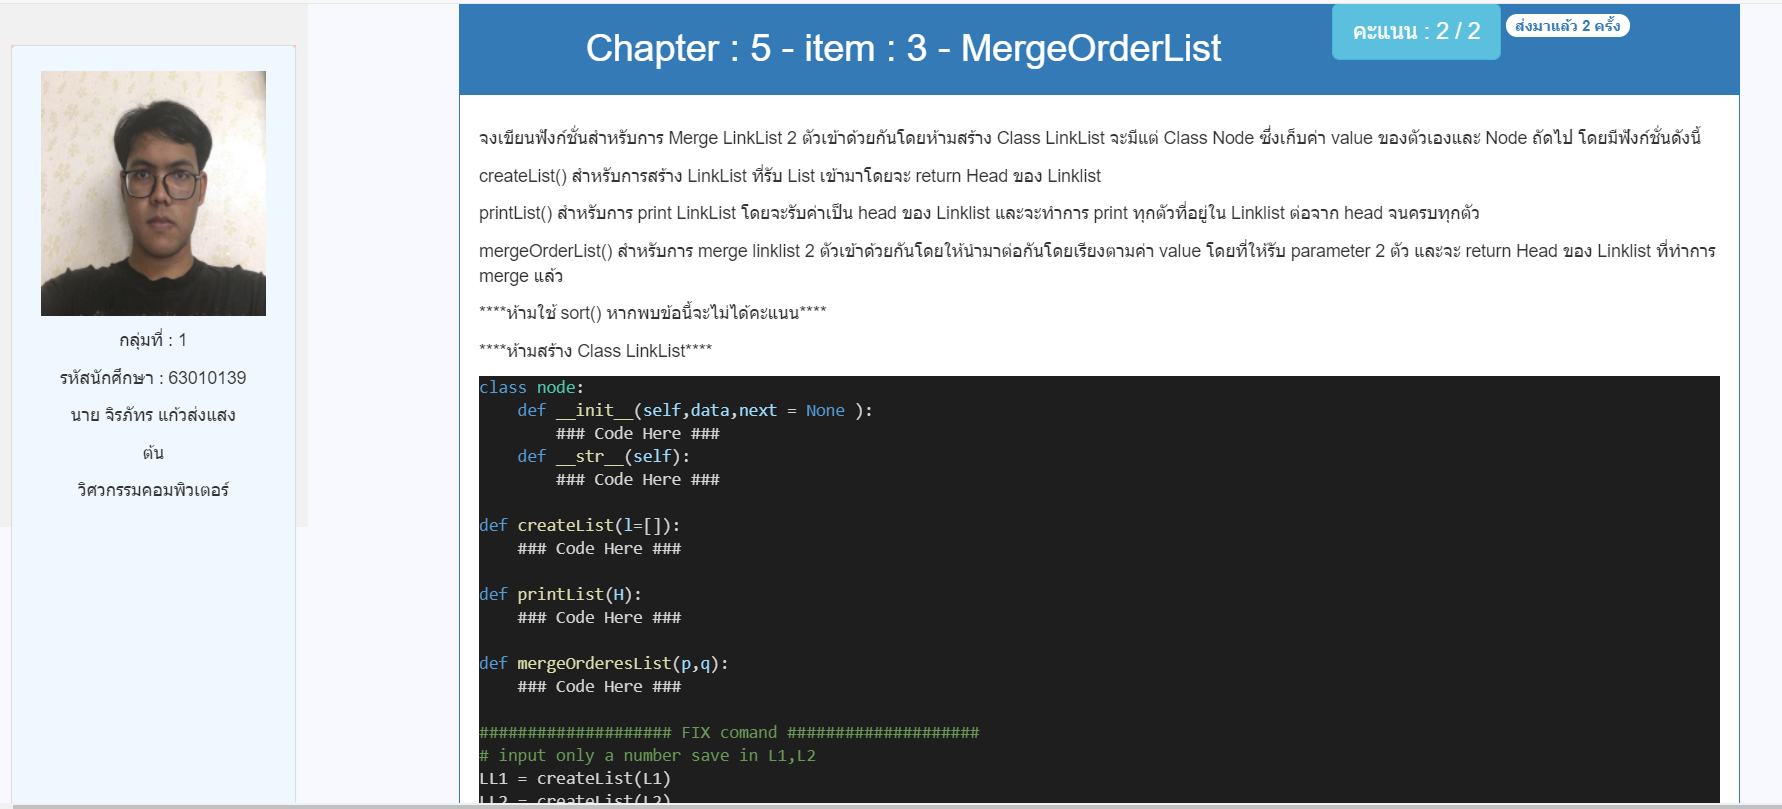 Chapter : 5 - item : 3 - MergeOrderList
คะแนน : 2 / 2
ส่งมาแล้ว 2 ครั้ง
กลุ่มที่ : 1
รหัสนักศึกษา : 63010139
นาย จิรภัทร แก้วส่งแสง
ต้น
วิศวกรรมคอมพิวเตอร์
จงเขียนฟังก์ชั่นสำหรับการ Merge LinkList 2 ตัวเข้าด้วยกันโดยห้ามสร้าง Class LinkList จะมีแต่ Class Node ซึ่งเก็บค่า value ของตัวเองและ Node ถัดไป โดยมีฟังก์ชั่นดังนี้
createList() สำหรับการสร้าง LinkList ที่รับ List เข้ามาโดยจะ return Head ของ Linklist
printList() สำหรับการ print LinkList โดยจะรับค่าเป็น head ของ Linklist และจะทำการ print ทุกตัวที่อยู่ใน Linklist ต่อจาก head จนครบทุกตัว
mergeOrderList() สำหรับการ merge linklist 2 ตัวเข้าด้วยกันโดยให้นำมาต่อกันโดยเรียงตามค่า value โดยที่ให้รับ parameter 2 ตัว และจะ return Head ของ Linklist ที่ทำการ
merge แล้ว
****ห้ามใช้ sort() หากพบข้อนี้จะไม่ได้คะแนน****
****ห้ามสร้าง Class LinkList****
class node:
    def __init__(self,data,next = None ):
        ### Code Here ###
    def __str__(self):
        ### Code Here ###
def createList(l=[]):
    ### Code Here ###
def printList(H):
    ### Code Here ###
def mergeOrderesList(p,q):
    ### Code Here ###
#################### FIX comand ####################
# input only a number save in L1,L2
LL1 = createList(L1)
LL2 = createList(L2)